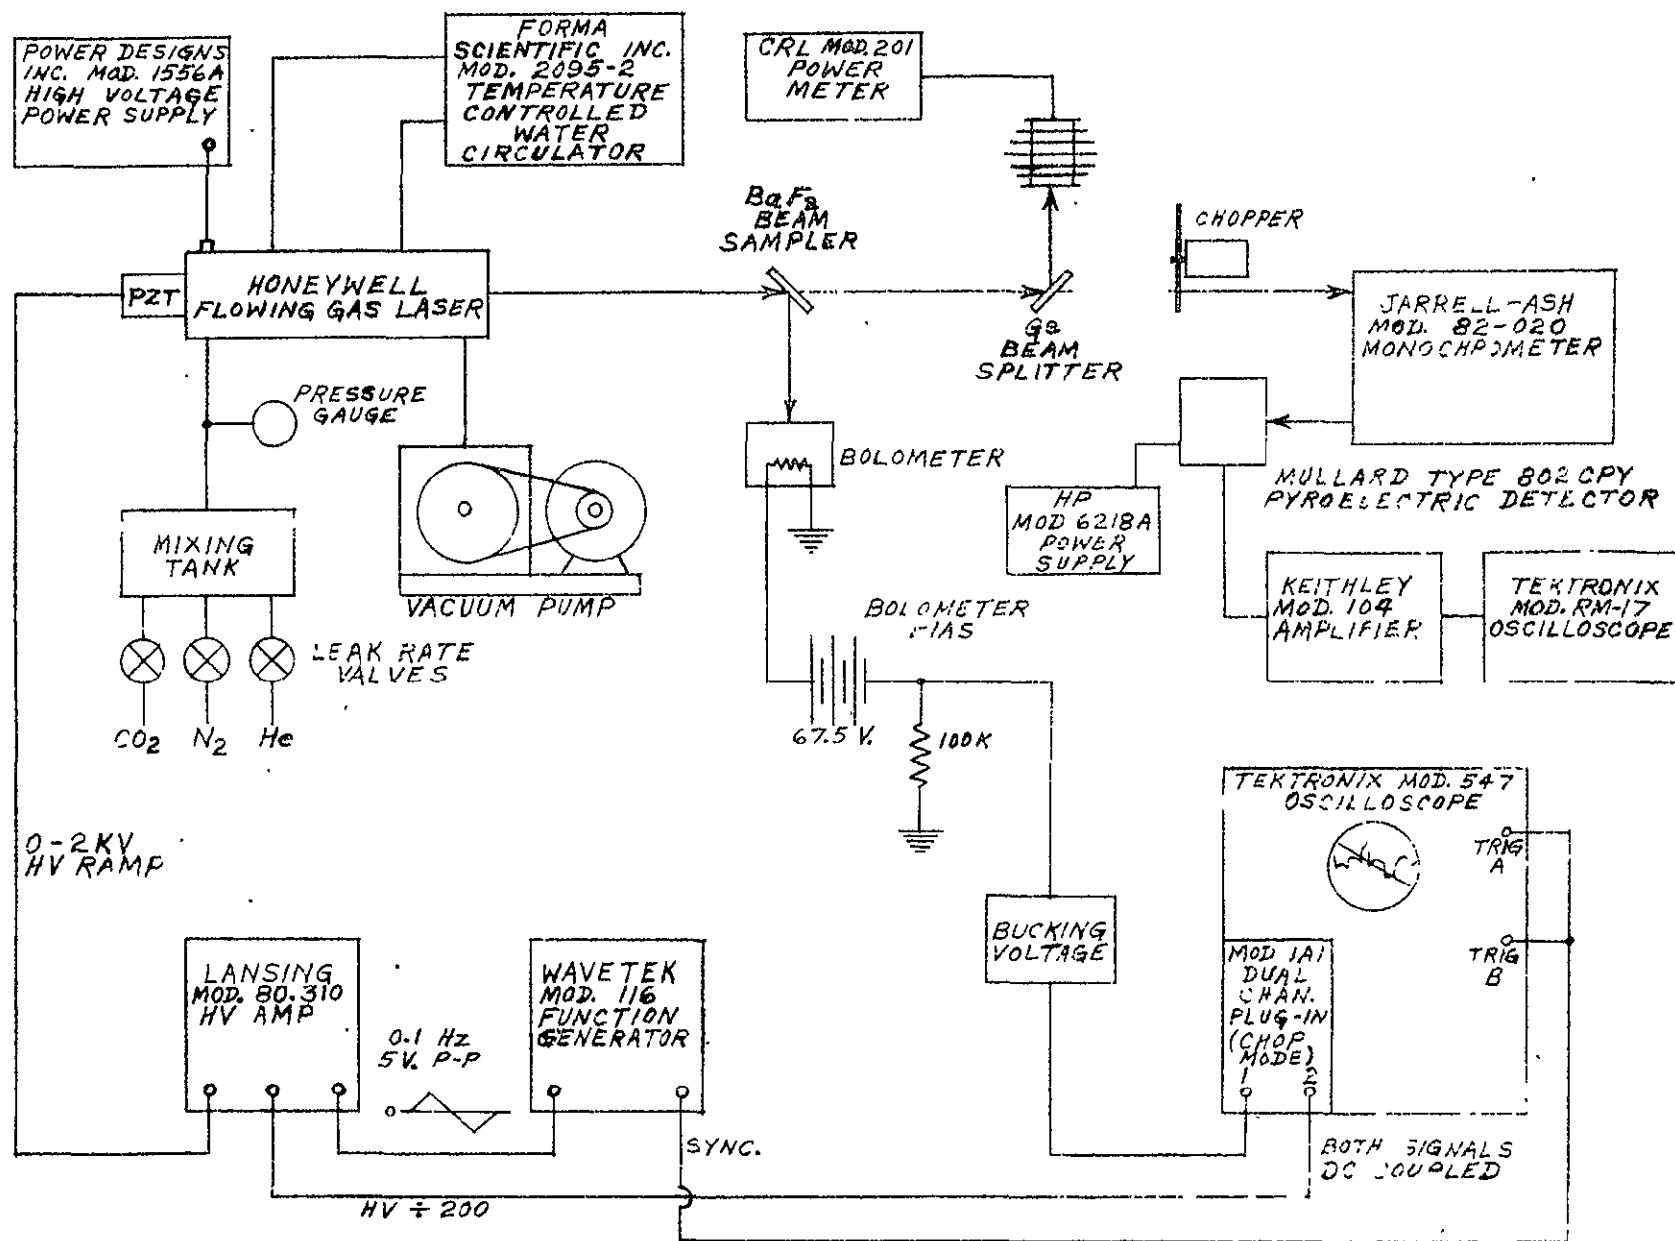 POWER DESIGNS
INC. MOD. 1556A
HIGH VOLTAGE
POWER SUPPLY
FORMA
SCIENTIFIC INC.
MOD. 2095-2
TEMPERATURE
CONTROLLED
WATER
CIRCULATOR
CRL MOD. 201
POWER
METER
BaF2
BEAM
SAMPLER
CHOPPER
PZT
HONEYWELL
FLOWING GAS LASER
BEAM
SPLITTER
JARRELL-ASH
MOD. 82-020
MONOCHROMETER
PRESSURE
GAUGE
BOLOMETER
MULLARD TYPE 802 CPY
PYROELECTRIC DETECTOR
HP
MOD 6218A
POWER
SUPPLY
MIXING
TANK
VACUUM PUMP
KEITHLEY
MOD. 104
AMPLIFIER
TEKTRONIX
MOD. RM-17
OSCILLOSCOPE
BOLOMETER
BIAS
LEAK RATE
VALVES
CO2 N2 He
67.5 V.
100K
TEKTRONIX MOD. 547
OSCILLOSCOPE
TRIG
A
0-2KV
HV RAMP
BUCKING
VOLTAGE
TRIG
B
MOD 1A1
DUAL
CHAN.
PLUG-IN
(CHOP
MODE)
1 2
LANSING
MOD. 80.310
HV AMP
0.1 Hz
5V. P-P
WAVETEK
MOD. 116
FUNCTION
GENERATOR
SYNC.
BOTH SIGNALS
DC COUPLED
HV ÷ 200